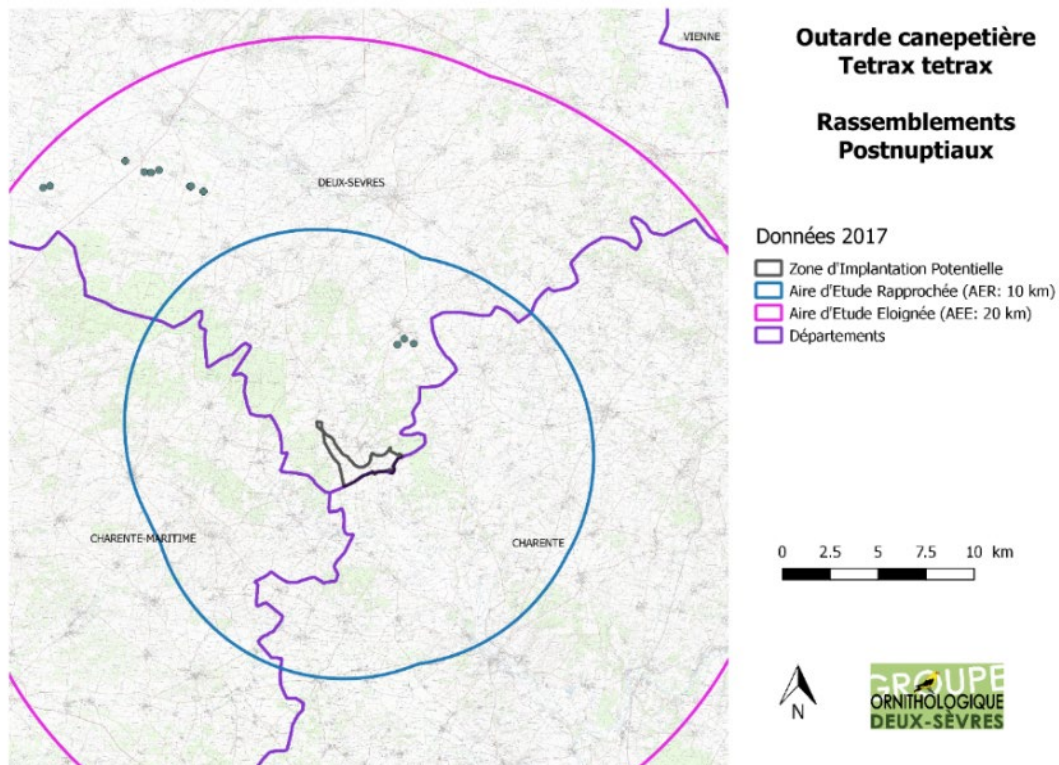 VIENNE
DEUX-SÈVRES
CHARENTE-MARITIME
CHARENTE
Outarde canepetière
Tetrax tetrax
Rassemblements
Postnuptiaux
Données 2017
Zone d'Implantation Potentielle
Aire d'Etude Rapprochée (AER: 10 km)
Aire d'Etude Eloignée (AEE: 20 km)
Départements
0 2.5 5 7.5 10 km
N
GROUPE
ORNITHOLOGIQUE
DEUX-SÈVRES